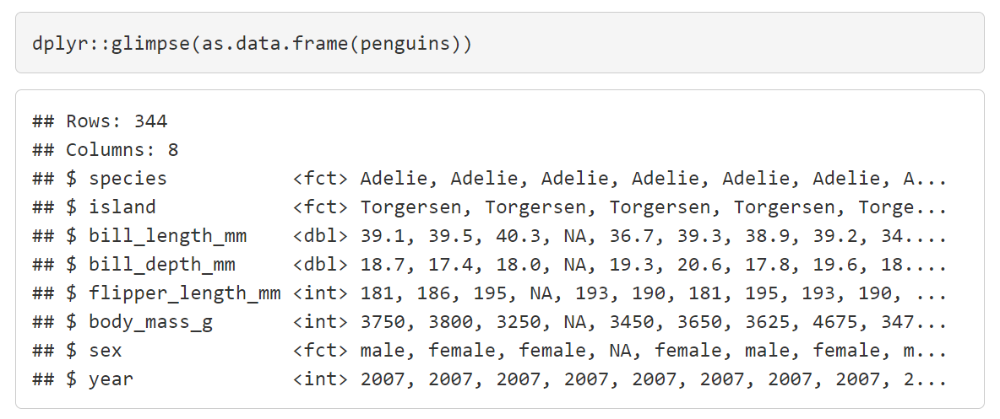 dplyr::glimpse(as.data.frame(penguins))
## Rows: 344
## Columns: 8
## $ species           <fct> Adelie, Adelie, Adelie, Adelie, Adelie, Adelie, A...
## $ island            <fct> Torgersen, Torgersen, Torgersen, Torgersen, Torge...
## $ bill_length_mm    <dbl> 39.1, 39.5, 40.3, NA, 36.7, 39.3, 38.9, 39.2, 34....
## $ bill_depth_mm     <dbl> 18.7, 17.4, 18.0, NA, 19.3, 20.6, 17.8, 19.6, 18....
## $ flipper_length_mm <int> 181, 186, 195, NA, 193, 190, 181, 195, 193, 190, ...
## $ body_mass_g       <int> 3750, 3800, 3250, NA, 3450, 3650, 3625, 4675, 347...
## $ sex               <fct> male, female, female, NA, female, male, female, m...
## $ year              <int> 2007, 2007, 2007, 2007, 2007, 2007, 2007, 2007, 2...